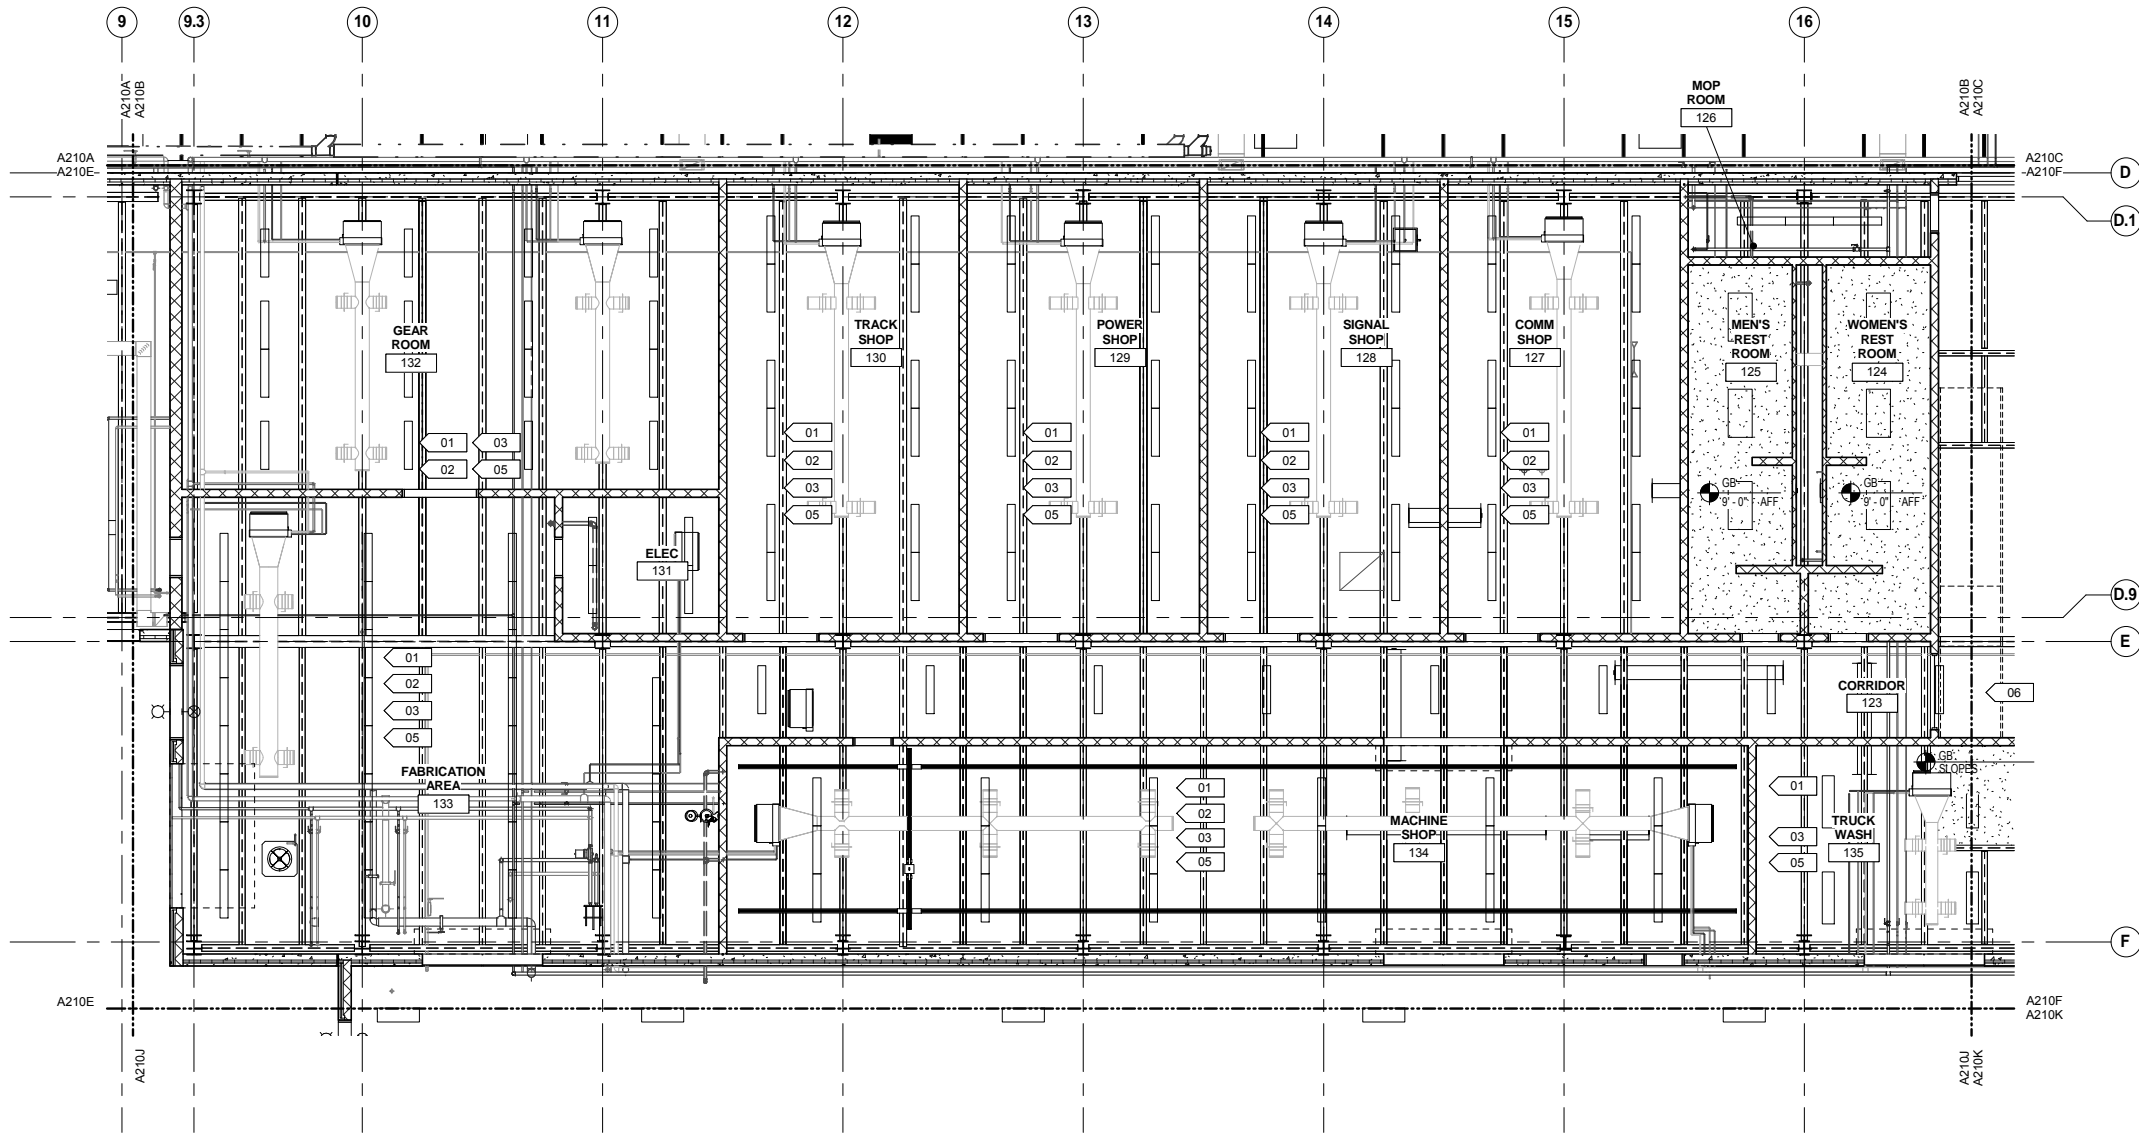 9
9.3
10
11
12
13
14
15
16
A210A
A210B
A210B
A210C
MOP
ROOM
126
A210A
A210E
A210C
A210F
D
D.1
GEAR
ROOM
132
TRACK
SHOP
130
POWER
SHOP
129
SIGNAL
SHOP
128
COMM
SHOP
127
MEN'S
REST
ROOM
125
WOMEN'S
REST
ROOM
124
01
03
02
05
01
02
03
05
01
02
03
05
01
02
03
05
01
02
03
05
GB
9' - 0" AFF
GB
9' - 0" AFF
ELEC
131
D.9
E
01
02
03
05
CORRIDOR
123
06
GB
SLOPES
FABRICATION
AREA
133
01
02
03
05
MACHINE
SHOP
134
01
03
05
TRUCK
WASH
135
F
A210E
A210F
A210K
A210J
A210J
A210K